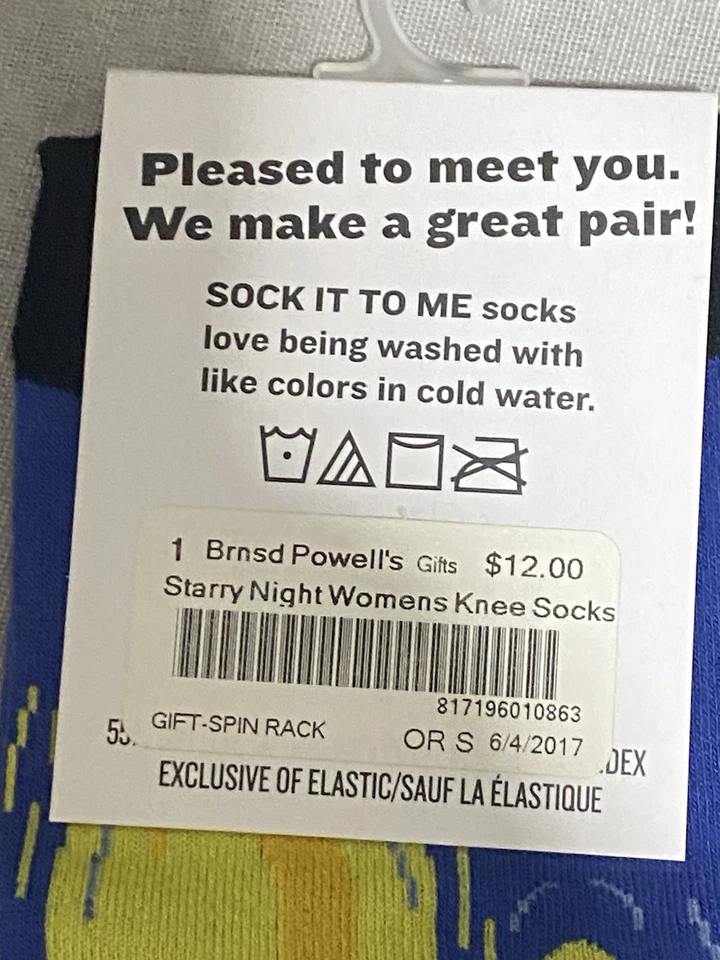 Pleased to meet you.
We make a great pair!
SOCK IT TO ME socks
love being washed with
like colors in cold water.
1 Brnsd Powell's Gifts $12.00
Starry Night Womens Knee Socks
817196010863
GIFT-SPIN RACK OR S 6/4/2017
EXCLUSIVE OF ELASTIC/SAUF LA ÉLASTIQUE